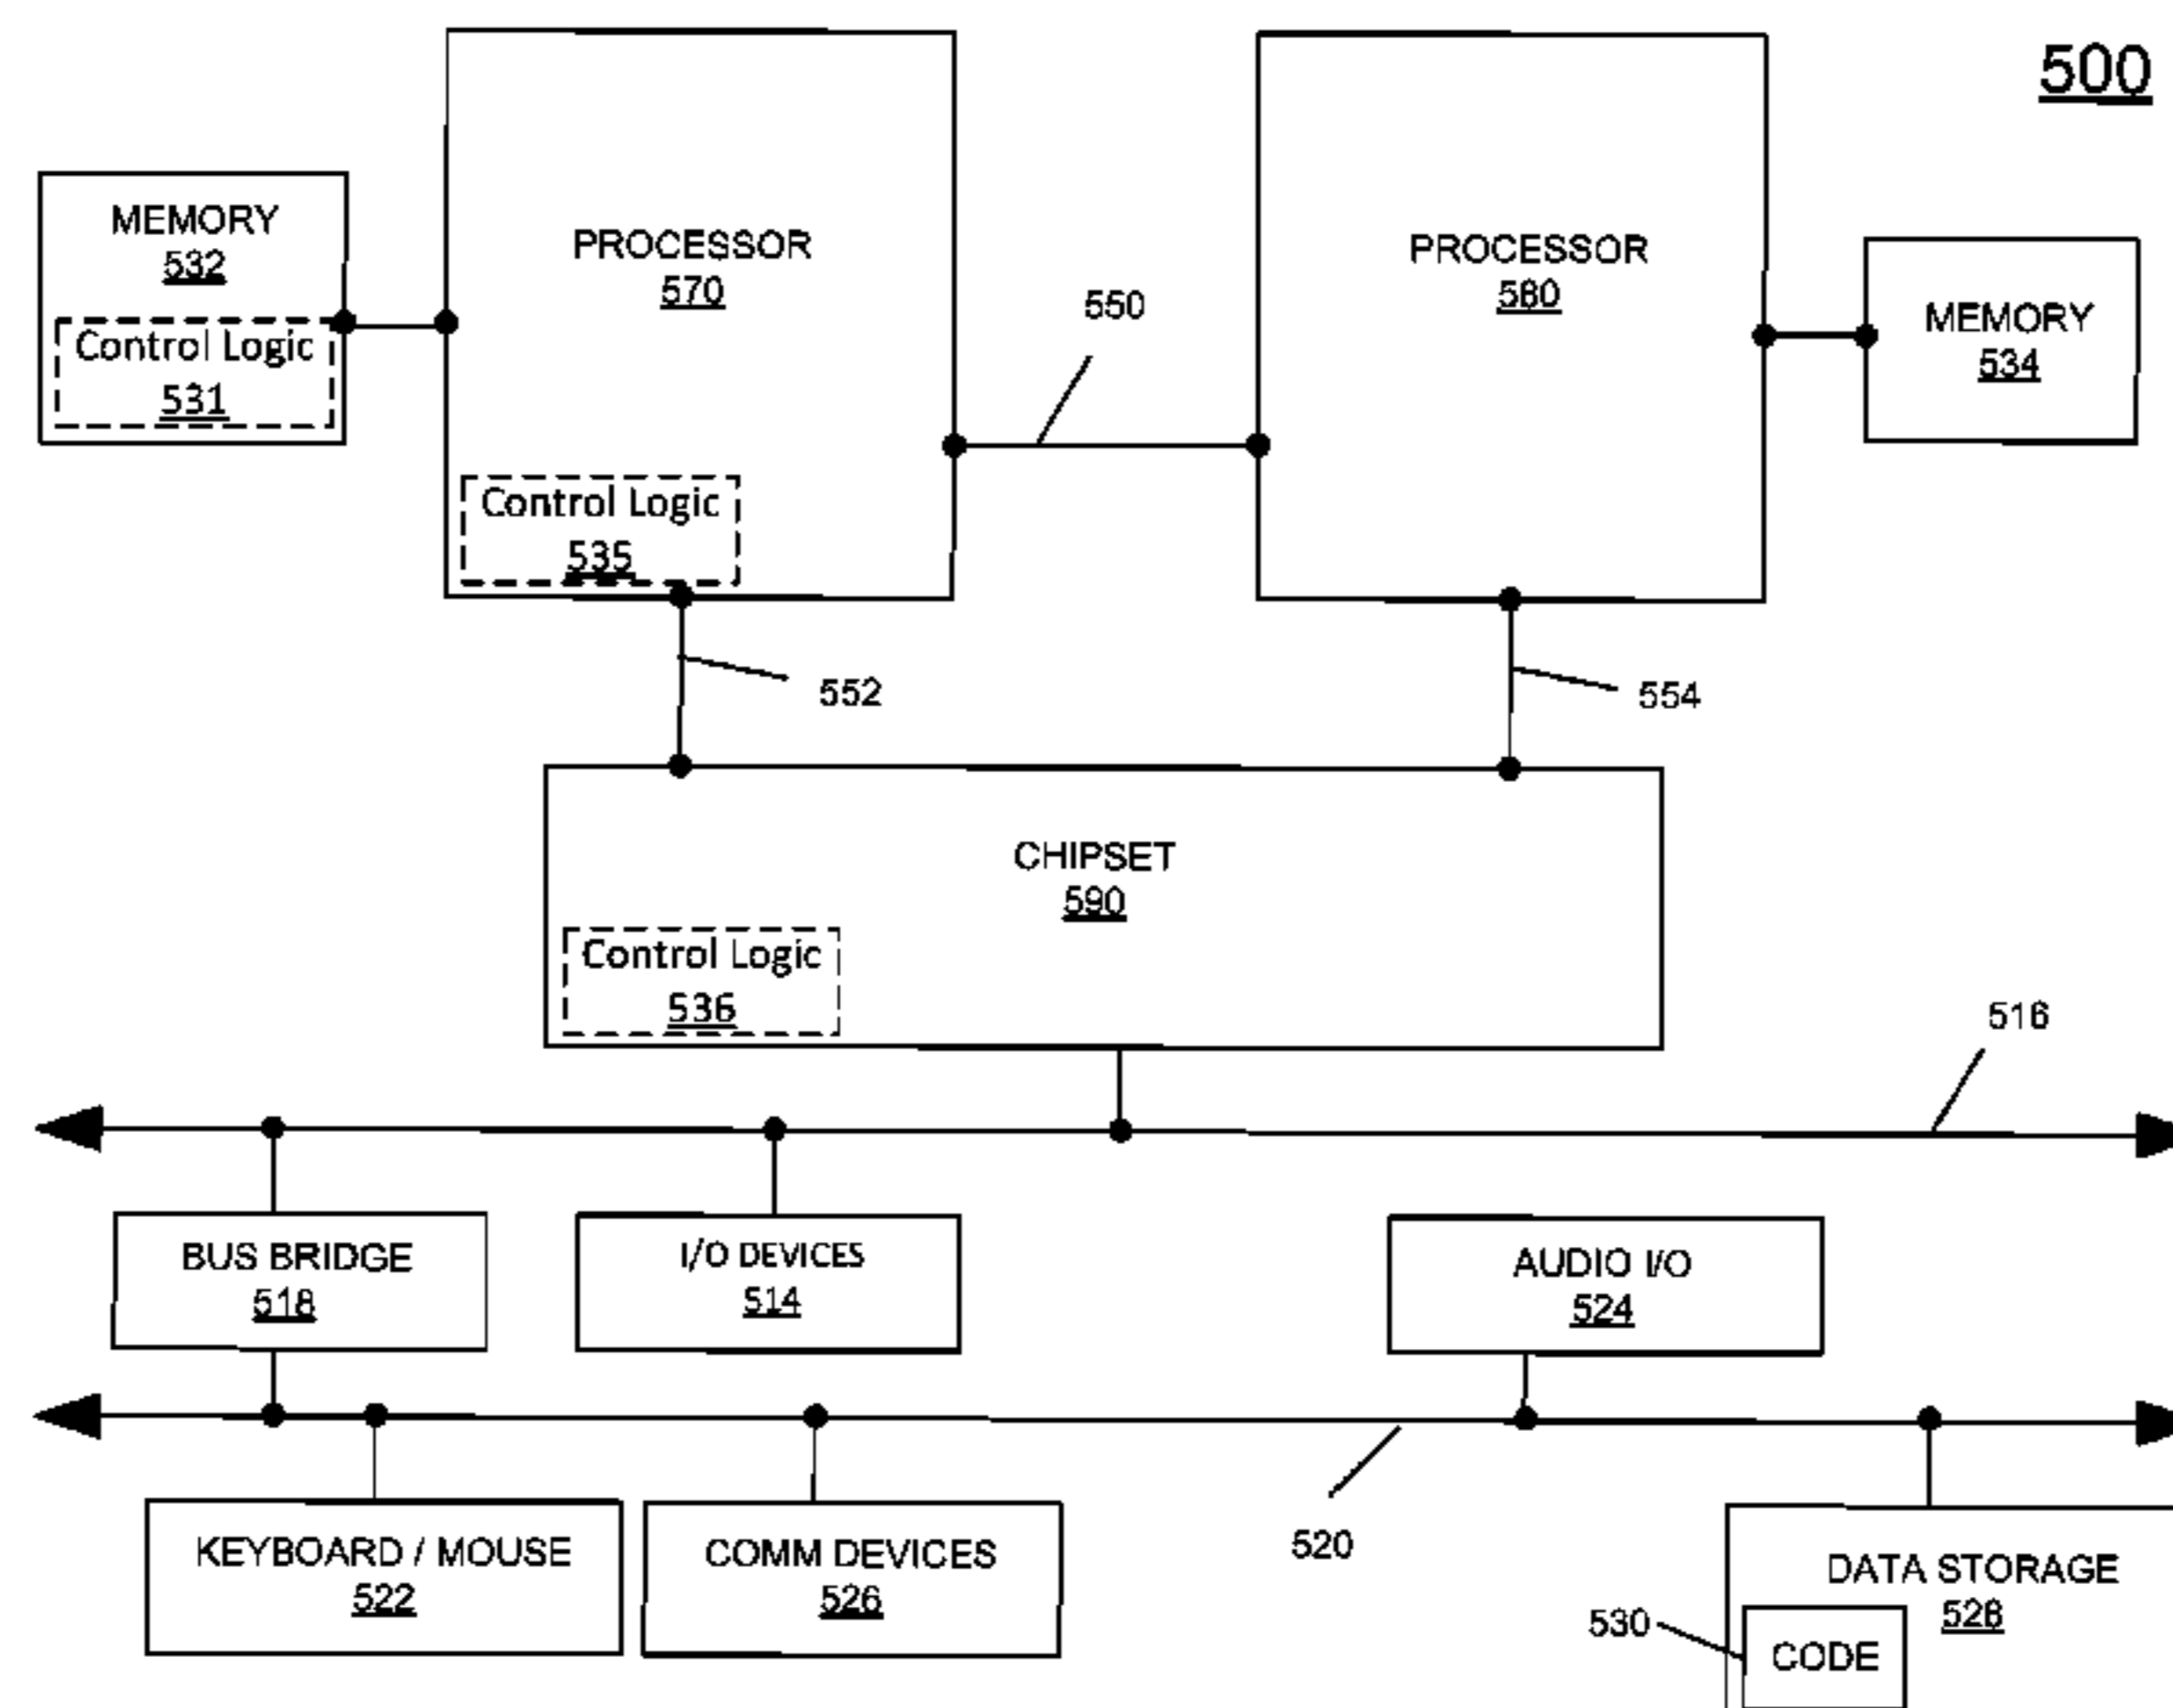 500
MEMORY
532
Control Logic
531
PROCESSOR
570
Control Logic
535
550
PROCESSOR
580
MEMORY
534
552
554
CHIPSET
590
Control Logic
536
516
BUS BRIDGE
518
I/O DEVICES
514
AUDIO I/O
524
520
KEYBOARD / MOUSE
522
COMM DEVICES
526
DATA STORAGE
528
530
CODE